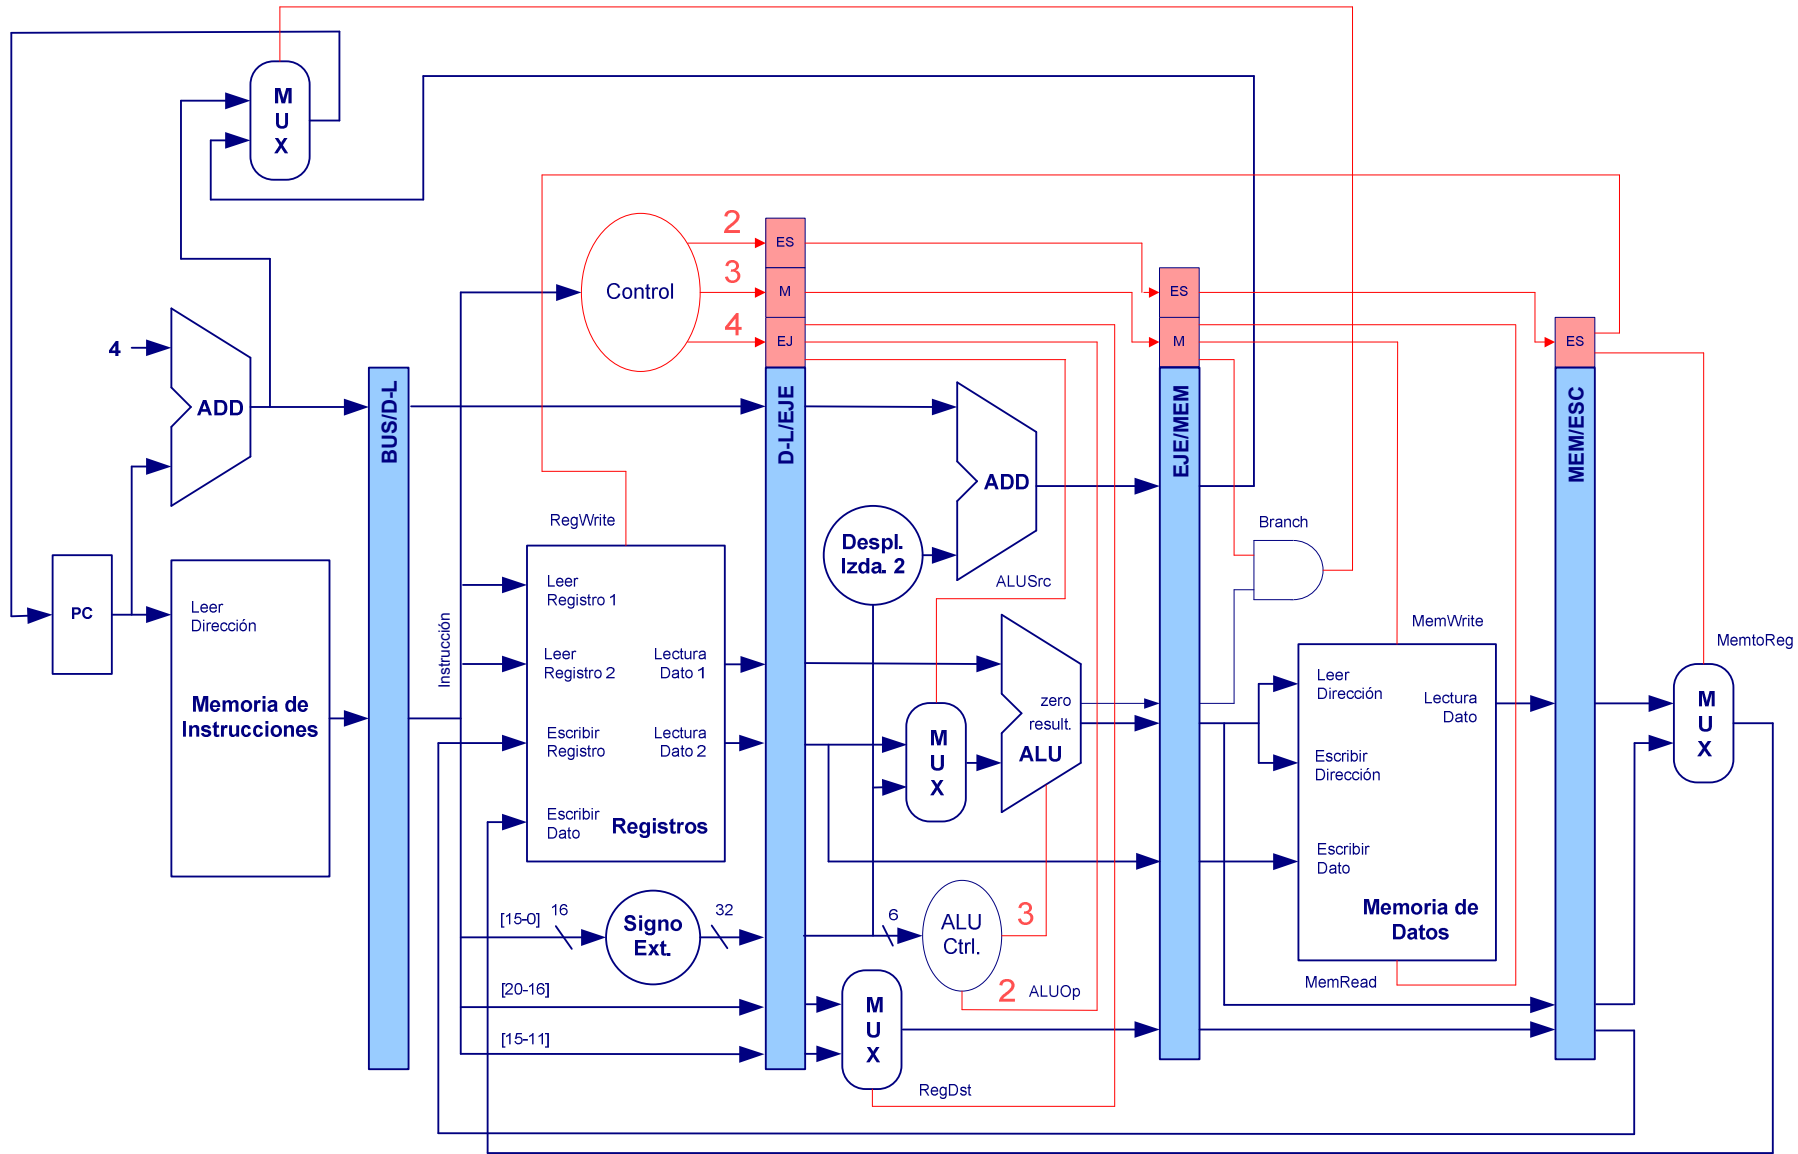 M
U
X
2
3
4
Control
ES
M
EJ
ES
M
ES
4
ADD
BUS/D-L
D-L/EJE
EJE/MEM
MEM/ESC
ADD
RegWrite
Despl.
Izda. 2
ALUSrc
Branch
PC
Leer
Dirección
Memoria de
Instrucciones
Instrucción
Leer
Registro 1
Leer
Registro 2
Escribir
Registro
Escribir
Dato
Lectura
Dato 1
Lectura
Dato 2
Registros
M
U
X
zero
result.
ALU
MemWrite
Leer
Dirección
Escribir
Dirección
Escribir
Dato
Lectura
Dato
Memoria de
Datos
MemRead
MemtoReg
M
U
X
[15-0]
16
Signo
Ext.
32
6
ALU
Ctrl.
3
2
ALUOp
[20-16]
[15-11]
M
U
X
RegDst